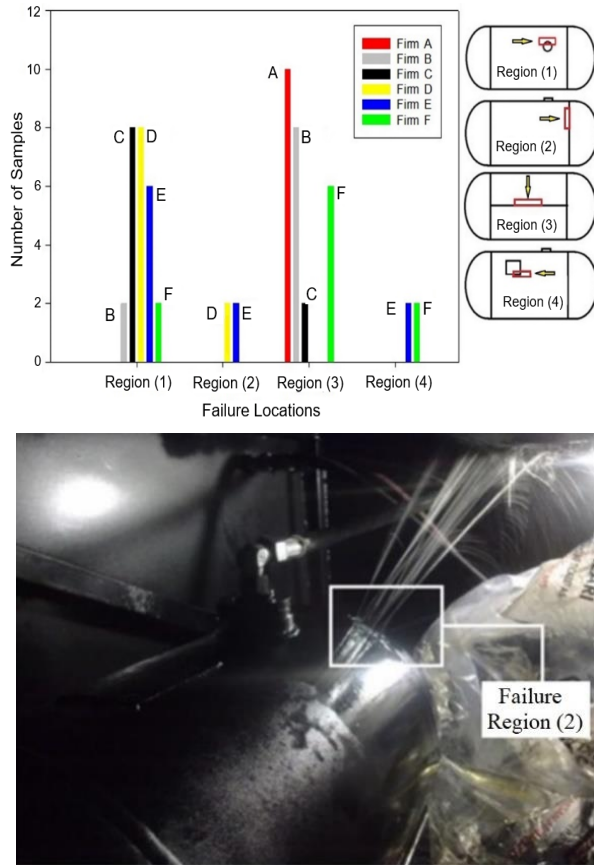 12
10
8
6
4
2
0
Number of Samples
Fim A
Firm B
Firm C
Firm D
Firm E
Firm F
A
C
D
B
E
F
B
F
C
B
D
E
E
F
Region (1)
Region (2)
Region (3)
Region (4)
Failure Locations
Region (1)
Region (2)
Region (3)
Region (4)
Failure
Region (2)